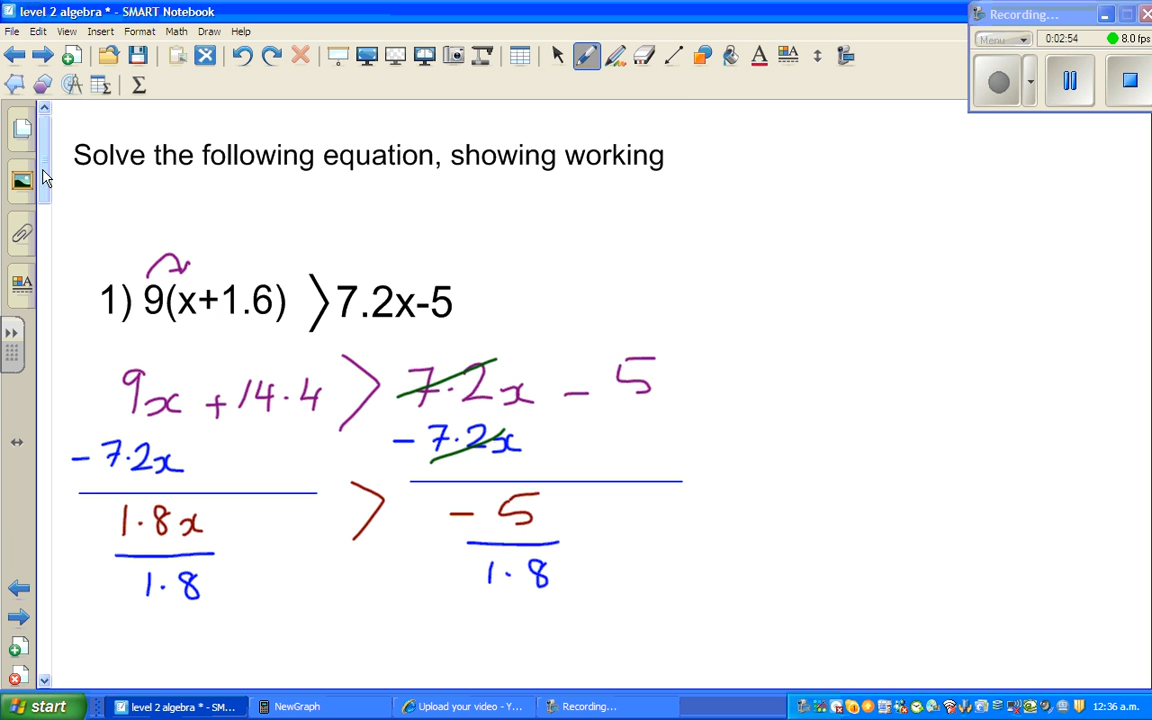 level 2 algebra * - SMART Notebook
Recording...
File Edit View Insert Format Math Draw Help
Menu 0:02:54 8.0 fps
Solve the following equation, showing working
1) 9(x+1.6) > 7.2x-5
9x + 14.4 > 7.2x - 5
- 7.2x - 7.2x
1.8x > - 5
1.8 1.8
start level 2 algebra * - SM... NewGraph Upload your video - Y... Recording... 12:36 a.m.